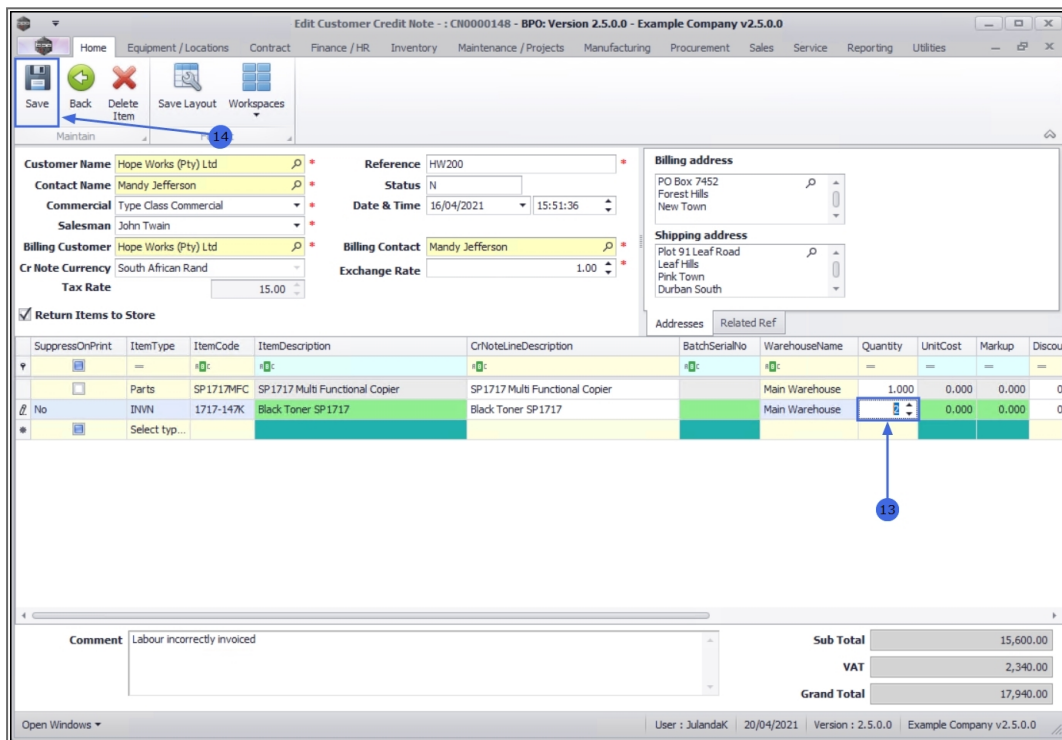 Edit Customer Credit Note - : CN0000148 - BPO: Version 2.5.0.0 - Example Company v2.5.0.0
Home Equipment / Locations Contract Finance / HR Inventory Maintenance / Projects Manufacturing Procurement Sales Service Reporting Utilities
Save Back Delete Item Save Layout Workspaces
Maintain
14
Customer Name Hope Works (Pty) Ltd * Reference HW200 *
Contact Name Mandy Jefferson * Status N
Commercial Type Class Commercial * Date & Time 16/04/2021 15:51:36
Salesman John Twain *
Billing Customer Hope Works (Pty) Ltd * Billing Contact Mandy Jefferson *
Cr Note Currency South African Rand Exchange Rate 1.00 *
Tax Rate 15.00
Return Items to Store
Billing address
PO Box 7452
Forest Hills
New Town
Shipping address
Plot 91 Leaf Road
Leaf Hills
Pink Town
Durban South
Addresses Related Ref
SuppressOnPrint ItemType ItemCode ItemDescription CrNoteLineDescription BatchSerialNo WarehouseName Quantity UnitCost Markup Discou
Parts SP1717MFC SP1717 Multi Functional Copier SP1717 Multi Functional Copier Main Warehouse 1.000 0.000 0.000 0
No INVN 1717-147K Black Toner SP1717 Black Toner SP1717 Main Warehouse 2 0.000 0.000 0
Select typ...
13
Comment Labour incorrectly invoiced
Sub Total 15,600.00
VAT 2,340.00
Grand Total 17,940.00
Open Windows User : JulandaK 20/04/2021 Version : 2.5.0.0 Example Company v2.5.0.0